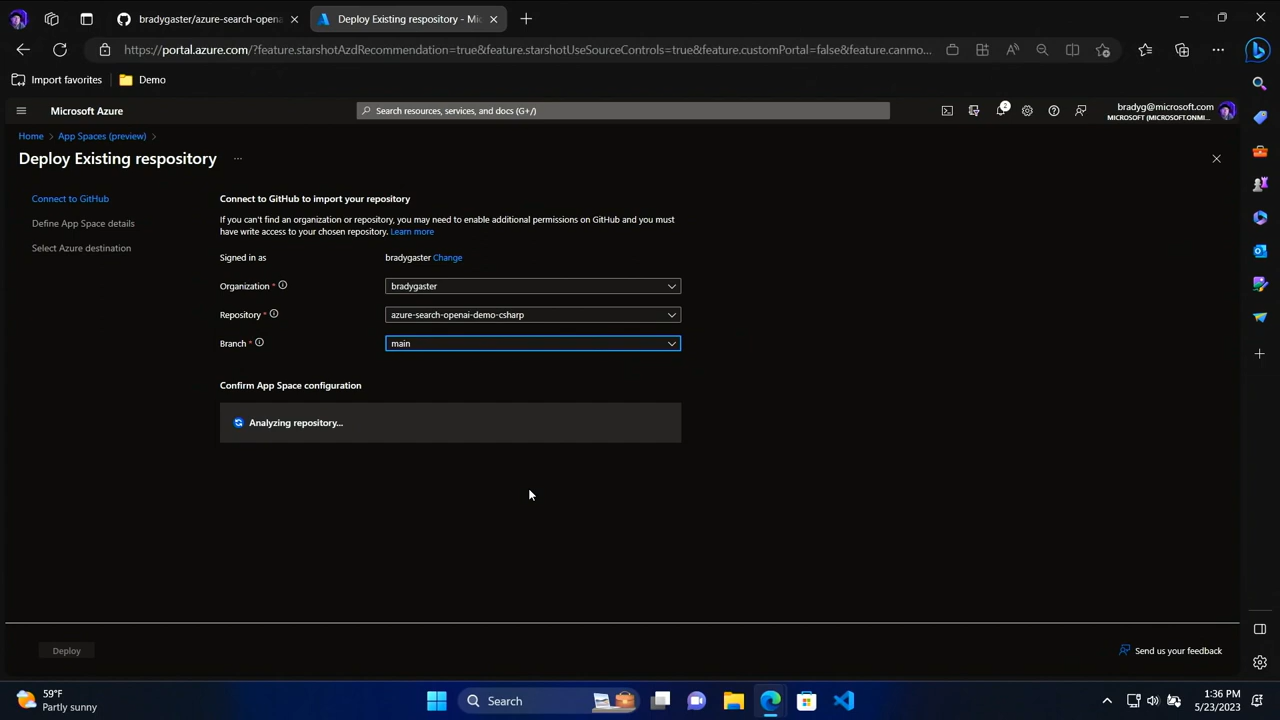 bradygaster/azure-search-opena
Deploy Existing respository - Mic
https://portal.azure.com/?feature.starshotAzdRecommendation=true&feature.starshotUseSourceControls=true&feature.customPortal=false&feature.canmo...
Import favorites
Demo
Microsoft Azure
Search resources, services, and docs (G+/)
2
bradyg@microsoft.com
MICROSOFT (MICROSOFT.ONMI...
Home > App Spaces (preview) >
Deploy Existing respository ...
Connect to GitHub
Define App Space details
Select Azure destination
Connect to GitHub to import your repository
If you can't find an organization or repository, you may need to enable additional permissions on GitHub and you must
have write access to your chosen repository. Learn more
Signed in as bradygaster Change
Organization * bradygaster
Repository * azure-search-openai-demo-csharp
Branch * main
Confirm App Space configuration
Analyzing repository...
Deploy
Send us your feedback
59°F
Partly sunny
Search
1:36 PM
5/23/2023